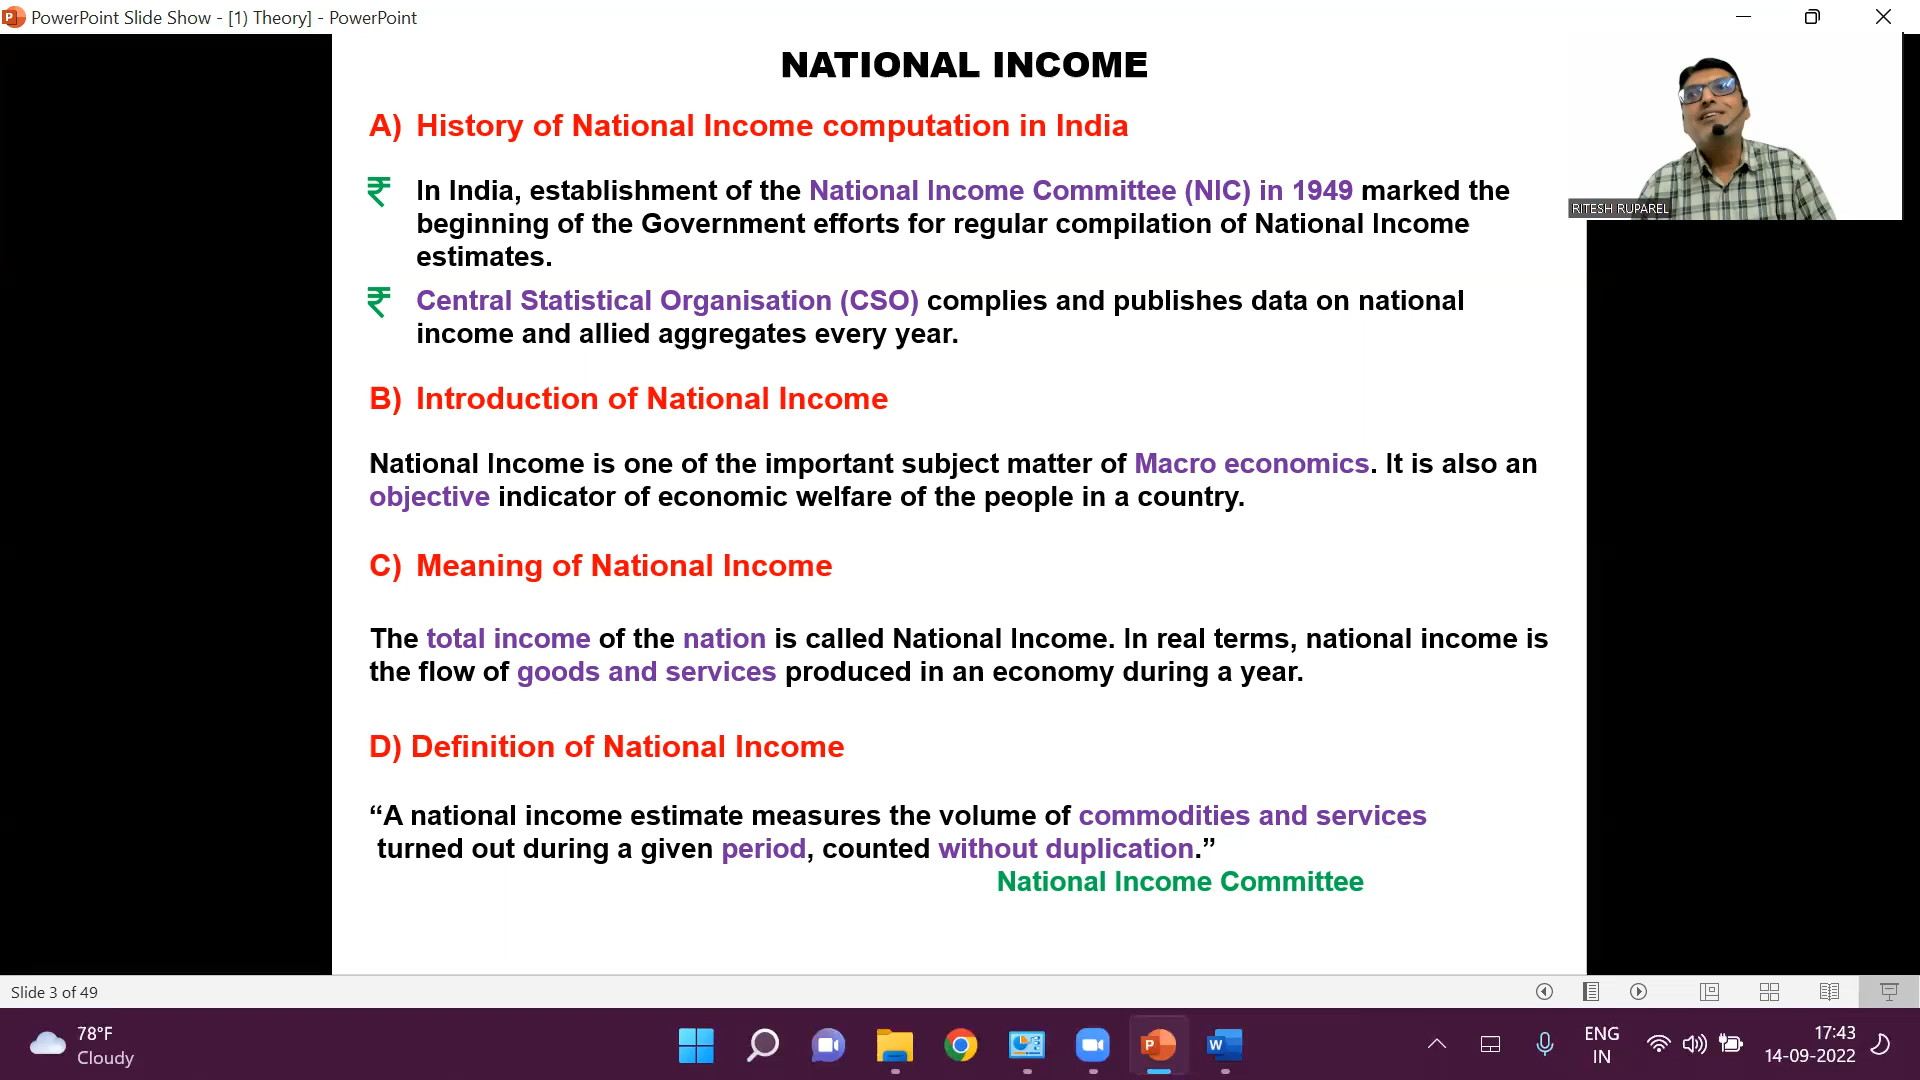 PowerPoint Slide Show - [1) Theory] - PowerPoint
NATIONAL INCOME
A) History of National Income computation in India
₹ In India, establishment of the National Income Committee (NIC) in 1949 marked the
beginning of the Government efforts for regular compilation of National Income
estimates.
₹ Central Statistical Organisation (CSO) complies and publishes data on national
income and allied aggregates every year.
B) Introduction of National Income
National Income is one of the important subject matter of Macro economics. It is also an
objective indicator of economic welfare of the people in a country.
C) Meaning of National Income
The total income of the nation is called National Income. In real terms, national income is
the flow of goods and services produced in an economy during a year.
D) Definition of National Income
“A national income estimate measures the volume of commodities and services
turned out during a given period, counted without duplication.”
National Income Committee
RITESH RUPAREL
Slide 3 of 49
78°F
Cloudy
ENG
IN
17:43
14-09-2022